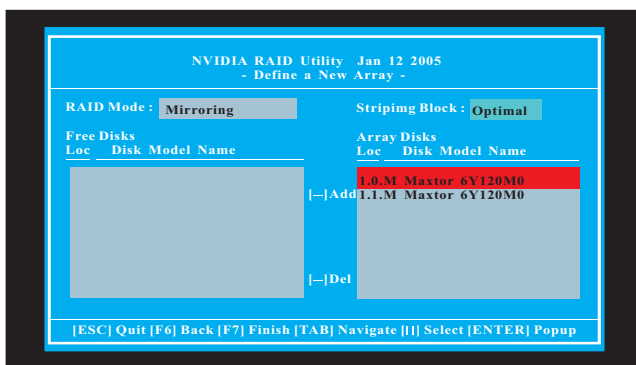 NVIDIA RAID Utility Jan 12 2005
- Define a New Array -
RAID Mode : Mirroring
Stripimg Block : Optimal
Free Disks
Loc Disk Model Name
Array Disks
Loc Disk Model Name
1.0.M Maxtor 6Y120M0
1.1.M Maxtor 6Y120M0
[—]Add
[—]Del
[ESC] Quit [F6] Back [F7] Finish [TAB] Navigate [||] Select [ENTER] Popup